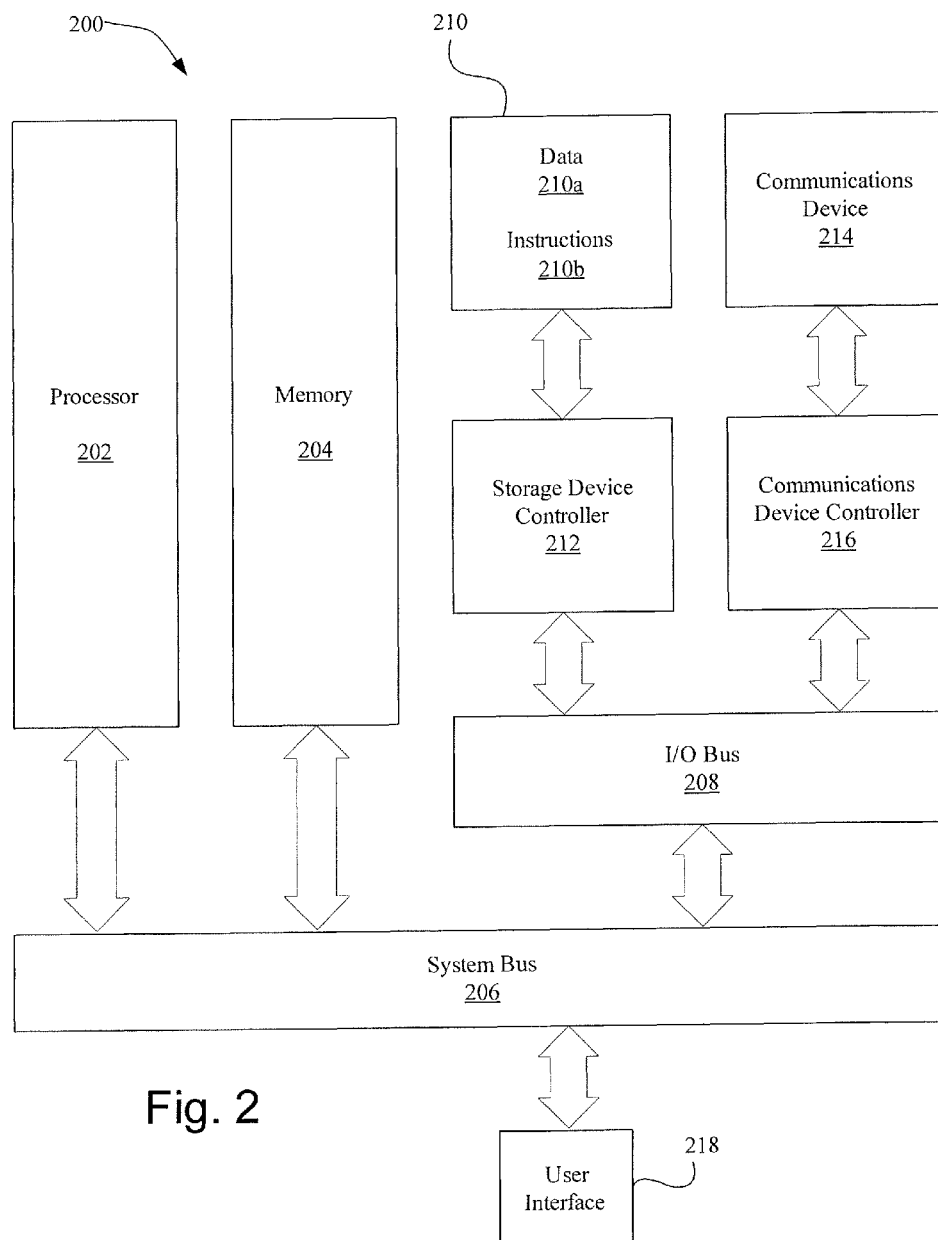 200
210
Processor
202
Memory
204
Data
210a
Instructions
210b
Communications
Device
214
Storage Device
Controller
212
Communications
Device Controller
216
I/O Bus
208
System Bus
206
Fig. 2
User
Interface
218